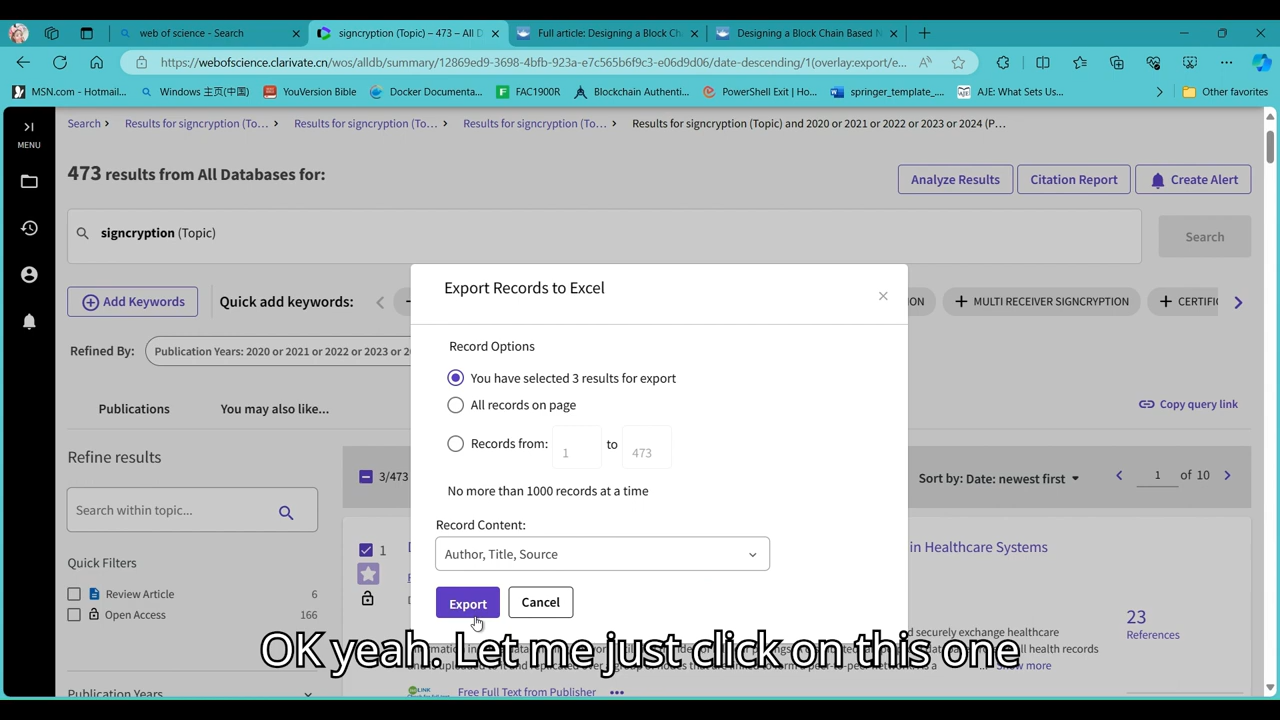 web of science - Search
signcryption (Topic) – 473 – All D
Full article: Designing a Block Ch
Designing a Block Chain Based N
https://webofscience.clarivate.cn/wos/alldb/summary/12869ed9-3698-4bfb-923a-e7c565b6f9c3-e06d9d06/date-descending/1(overlay:export/e...
MSN.com - Hotmail...
Windows 主页(中国)
YouVersion Bible
Docker Documenta...
FAC1900R
Blockchain Authenti...
PowerShell Exit | Ho...
springer_template_...
AJE: What Sets Us...
Other favorites
MENU
Search > Results for signcryption (To... > Results for signcryption (To... > Results for signcryption (To... > Results for signcryption (Topic) and 2020 or 2021 or 2022 or 2023 or 2024 (P...
473 results from All Databases for:
Analyze Results
Citation Report
Create Alert
signcryption (Topic)
Search
Add Keywords
Quick add keywords:
ION
MULTI RECEIVER SIGNCRYPTION
CERTIFIC
Refined By:
Publication Years: 2020 or 2021 or 2022 or 2023 or 2
Publications
You may also like...
Copy query link
Export Records to Excel
Record Options
You have selected 3 results for export
All records on page
Records from: 1 to 473
No more than 1000 records at a time
Record Content:
Author, Title, Source
Export
Cancel
Refine results
Search within topic...
Quick Filters
Review Article 6
Open Access 166
Publication Years
3/473
Sort by: Date: newest first
1 of 10
1
in Healthcare Systems
23
References
d securely exchange healthcare
health records
Show more
Free Full Text from Publisher
OK yeah. Let me just click on this one